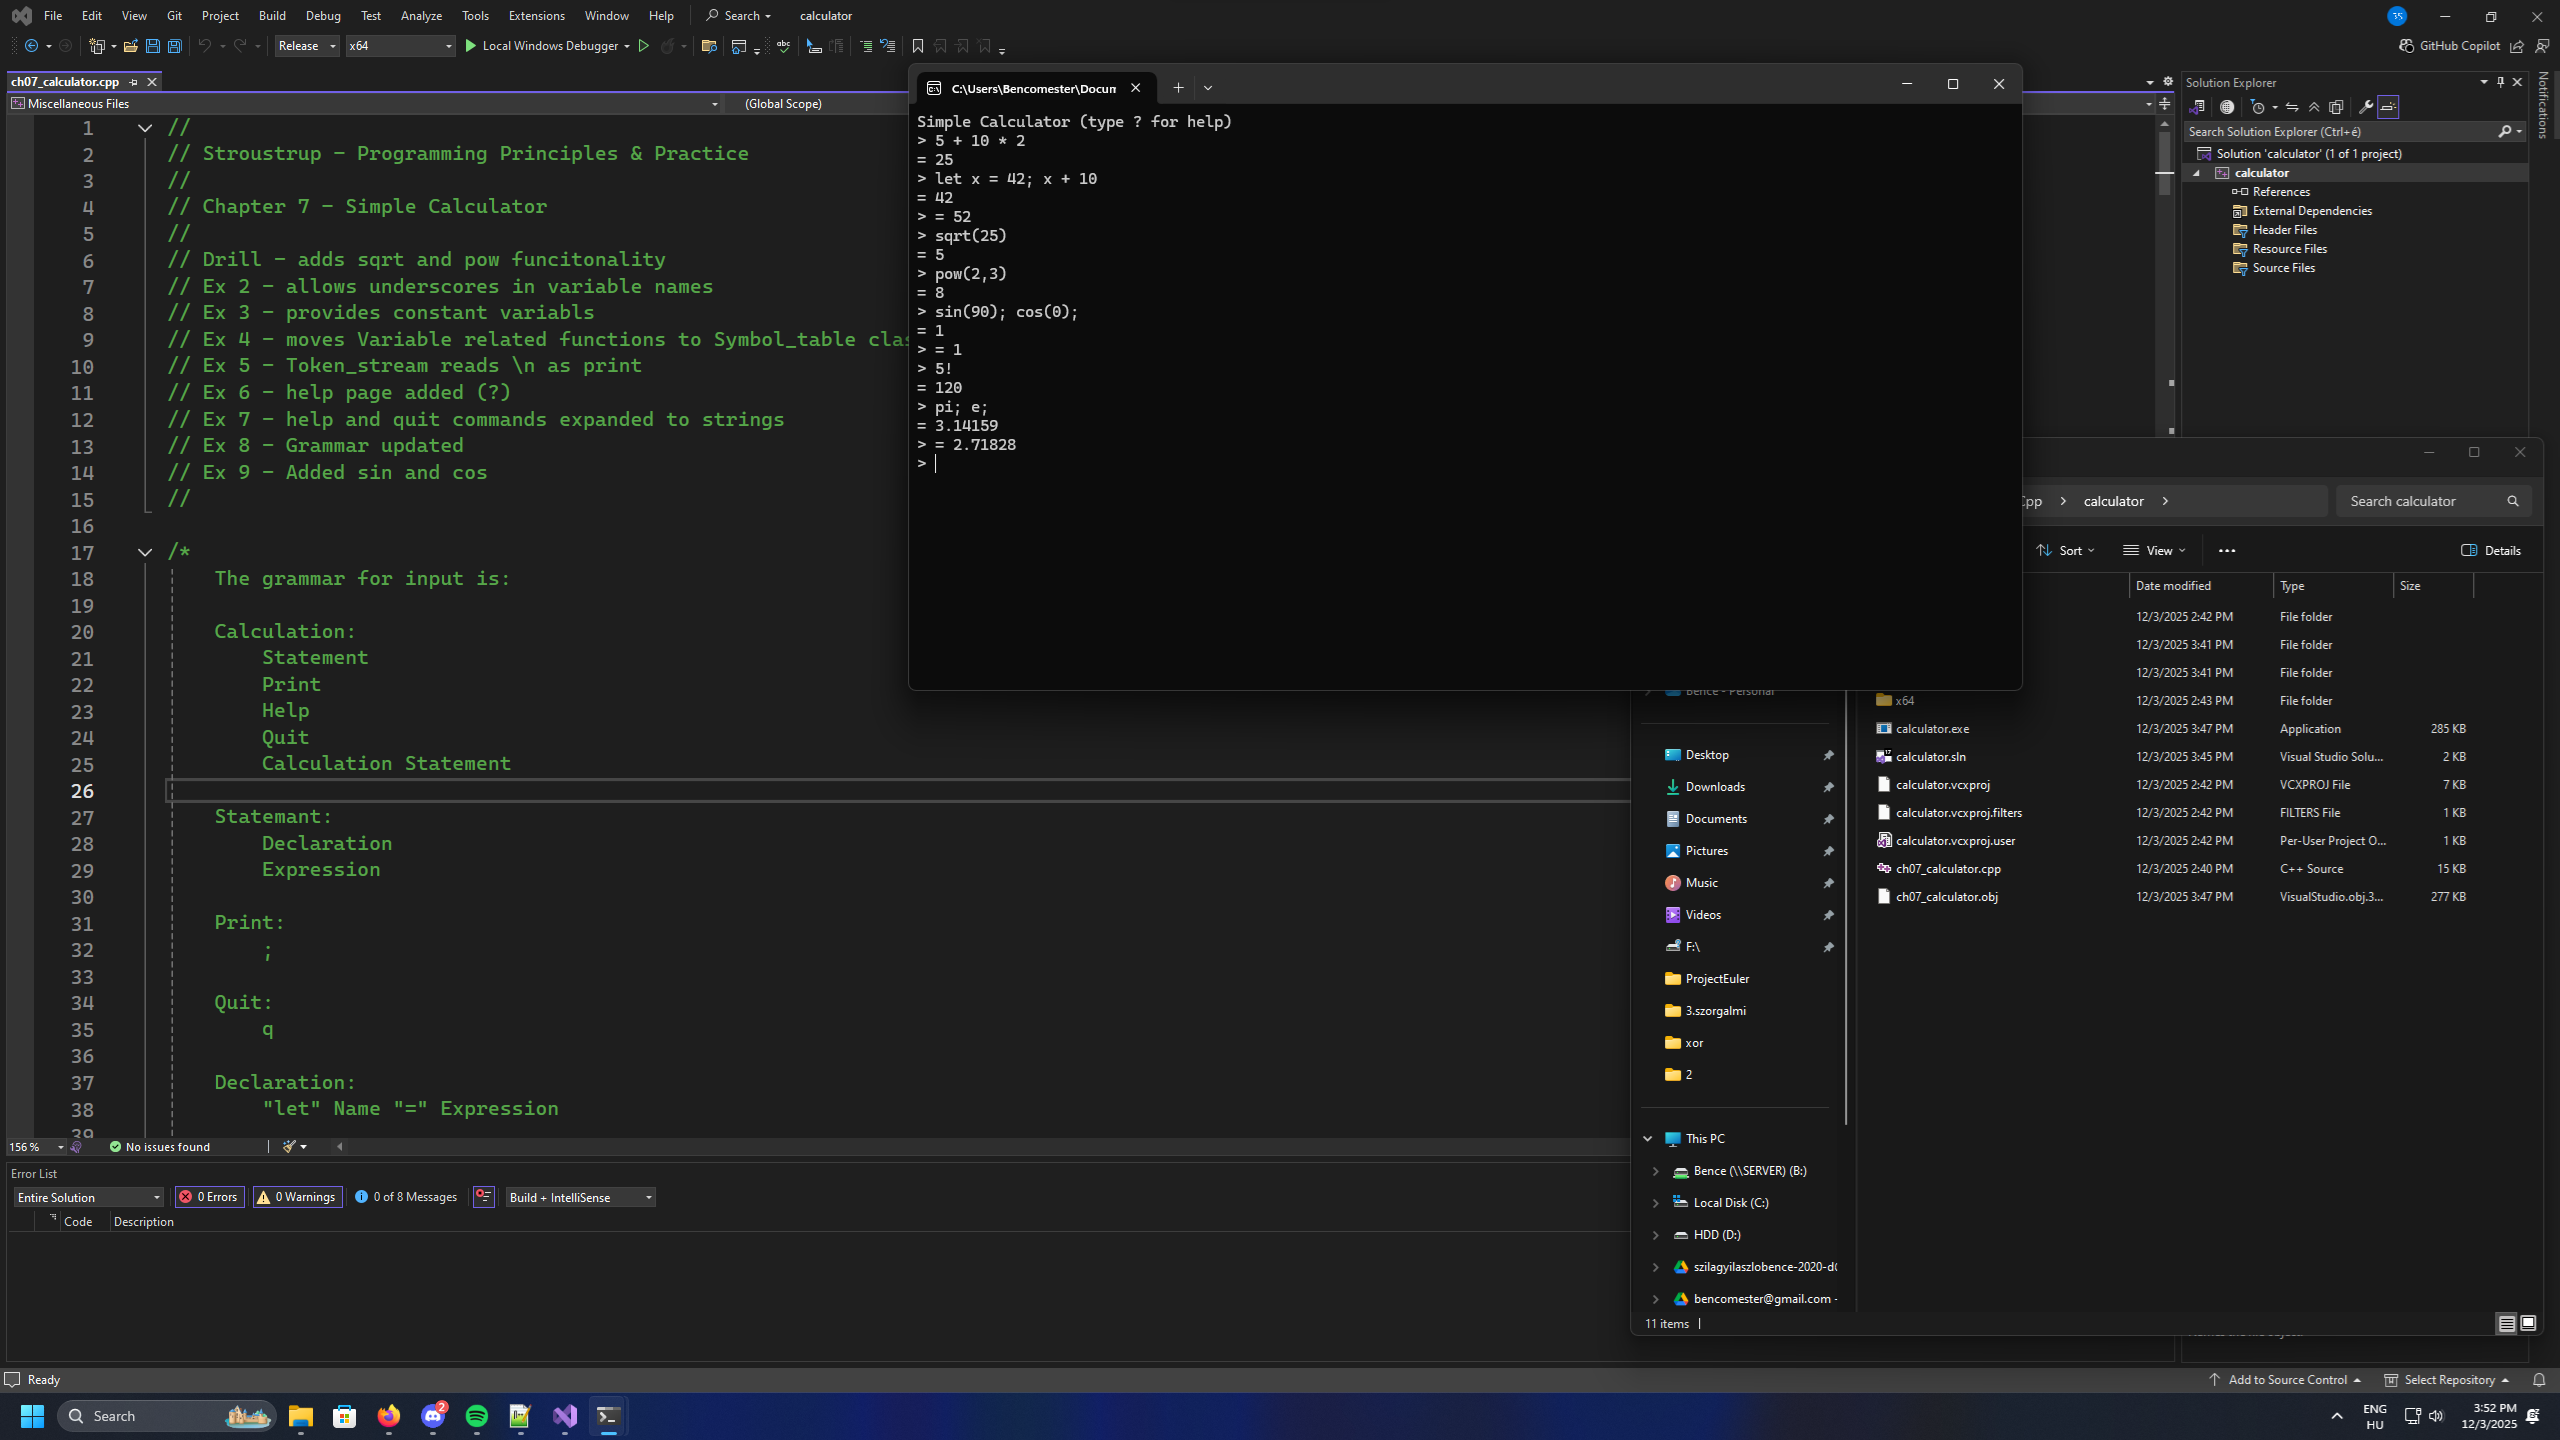 File Edit View Git Project Build Debug Test Analyze Tools Extensions Window Help Search calculator
Release x64 Local Windows Debugger GitHub Copilot
ch07_calculator.cpp
Miscellaneous Files (Global Scope)
1 //
2 // Stroustrup - Programming Principles & Practice
3 //
4 // Chapter 7 - Simple Calculator
5 //
6 // Drill - adds sqrt and pow funcitonality
7 // Ex 2 - allows underscores in variable names
8 // Ex 3 - provides constant variabls
9 // Ex 4 - moves Variable related functions to Symbol_table clas
10 // Ex 5 - Token_stream reads \n as print
11 // Ex 6 - help page added (?)
12 // Ex 7 - help and quit commands expanded to strings
13 // Ex 8 - Grammar updated
14 // Ex 9 - Added sin and cos
15 //
16
17 /*
18 The grammar for input is:
19
20 Calculation:
21 Statement
22 Print
23 Help
24 Quit
25 Calculation Statement
26
27 Statemant:
28 Declaration
29 Expression
30
31 Print:
32 ;
33
34 Quit:
35 q
36
37 Declaration:
38 "let" Name "=" Expression
39
156 % No issues found
Error List
Entire Solution 0 Errors 0 Warnings 0 of 8 Messages Build + IntelliSense
Code Description
C:\Users\Bencomester\Docum
Simple Calculator (type ? for help)
> 5 + 10 * 2
= 25
> let x = 42; x + 10
= 42
> = 52
> sqrt(25)
= 5
> pow(2,3)
= 8
> sin(90); cos(0);
= 1
> = 1
> 5!
= 120
> pi; e;
= 3.14159
> = 2.71828
>
Solution Explorer
Search Solution Explorer (Ctrl+é)
Solution 'calculator' (1 of 1 project)
calculator
References
External Dependencies
Header Files
Resource Files
Source Files
Notifications
Cpp > calculator > Search calculator
Sort View ... Details
Date modified Type Size
12/3/2025 2:42 PM File folder
12/3/2025 3:41 PM File folder
12/3/2025 3:41 PM File folder
x64 12/3/2025 2:43 PM File folder
calculator.exe 12/3/2025 3:47 PM Application 285 KB
calculator.sln 12/3/2025 3:45 PM Visual Studio Solu... 2 KB
calculator.vcxproj 12/3/2025 2:42 PM VCXPROJ File 7 KB
calculator.vcxproj.filters 12/3/2025 2:42 PM FILTERS File 1 KB
calculator.vcxproj.user 12/3/2025 2:42 PM Per-User Project O... 1 KB
ch07_calculator.cpp 12/3/2025 2:40 PM C++ Source 15 KB
ch07_calculator.obj 12/3/2025 3:47 PM VisualStudio.obj.3... 277 KB
Bence - Personal
Desktop
Downloads
Documents
Pictures
Music
Videos
F:\
ProjectEuler
3.szorgalmi
xor
2
This PC
Bence (\\SERVER) (B:)
Local Disk (C:)
HDD (D:)
szilagyilaszlobence-2020-d
bencomester@gmail.com -
11 items
Ready Add to Source Control Select Repository
Search
2
ENG
HU
3:52 PM
12/3/2025